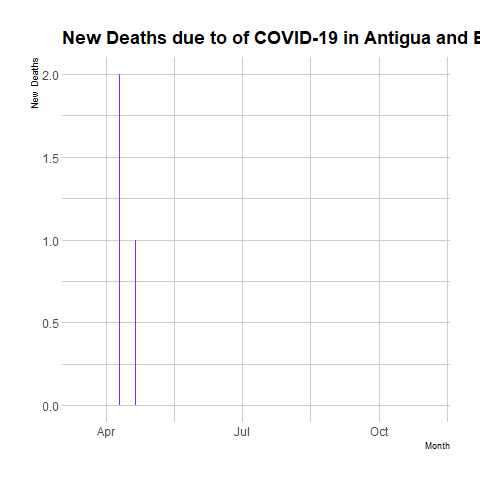 New Deaths due to of COVID-19 in Antigua and
New Deaths
2.0
1.5
1.0
0.5
0.0
Apr Jul Oct
Month